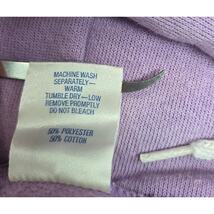 MACHINE WASH
SEPARATELY—
WARM
TUMBLE DRY—LOW
REMOVE PROMPTLY
DO NOT BLEACH
50% POLYESTER
50% COTTON